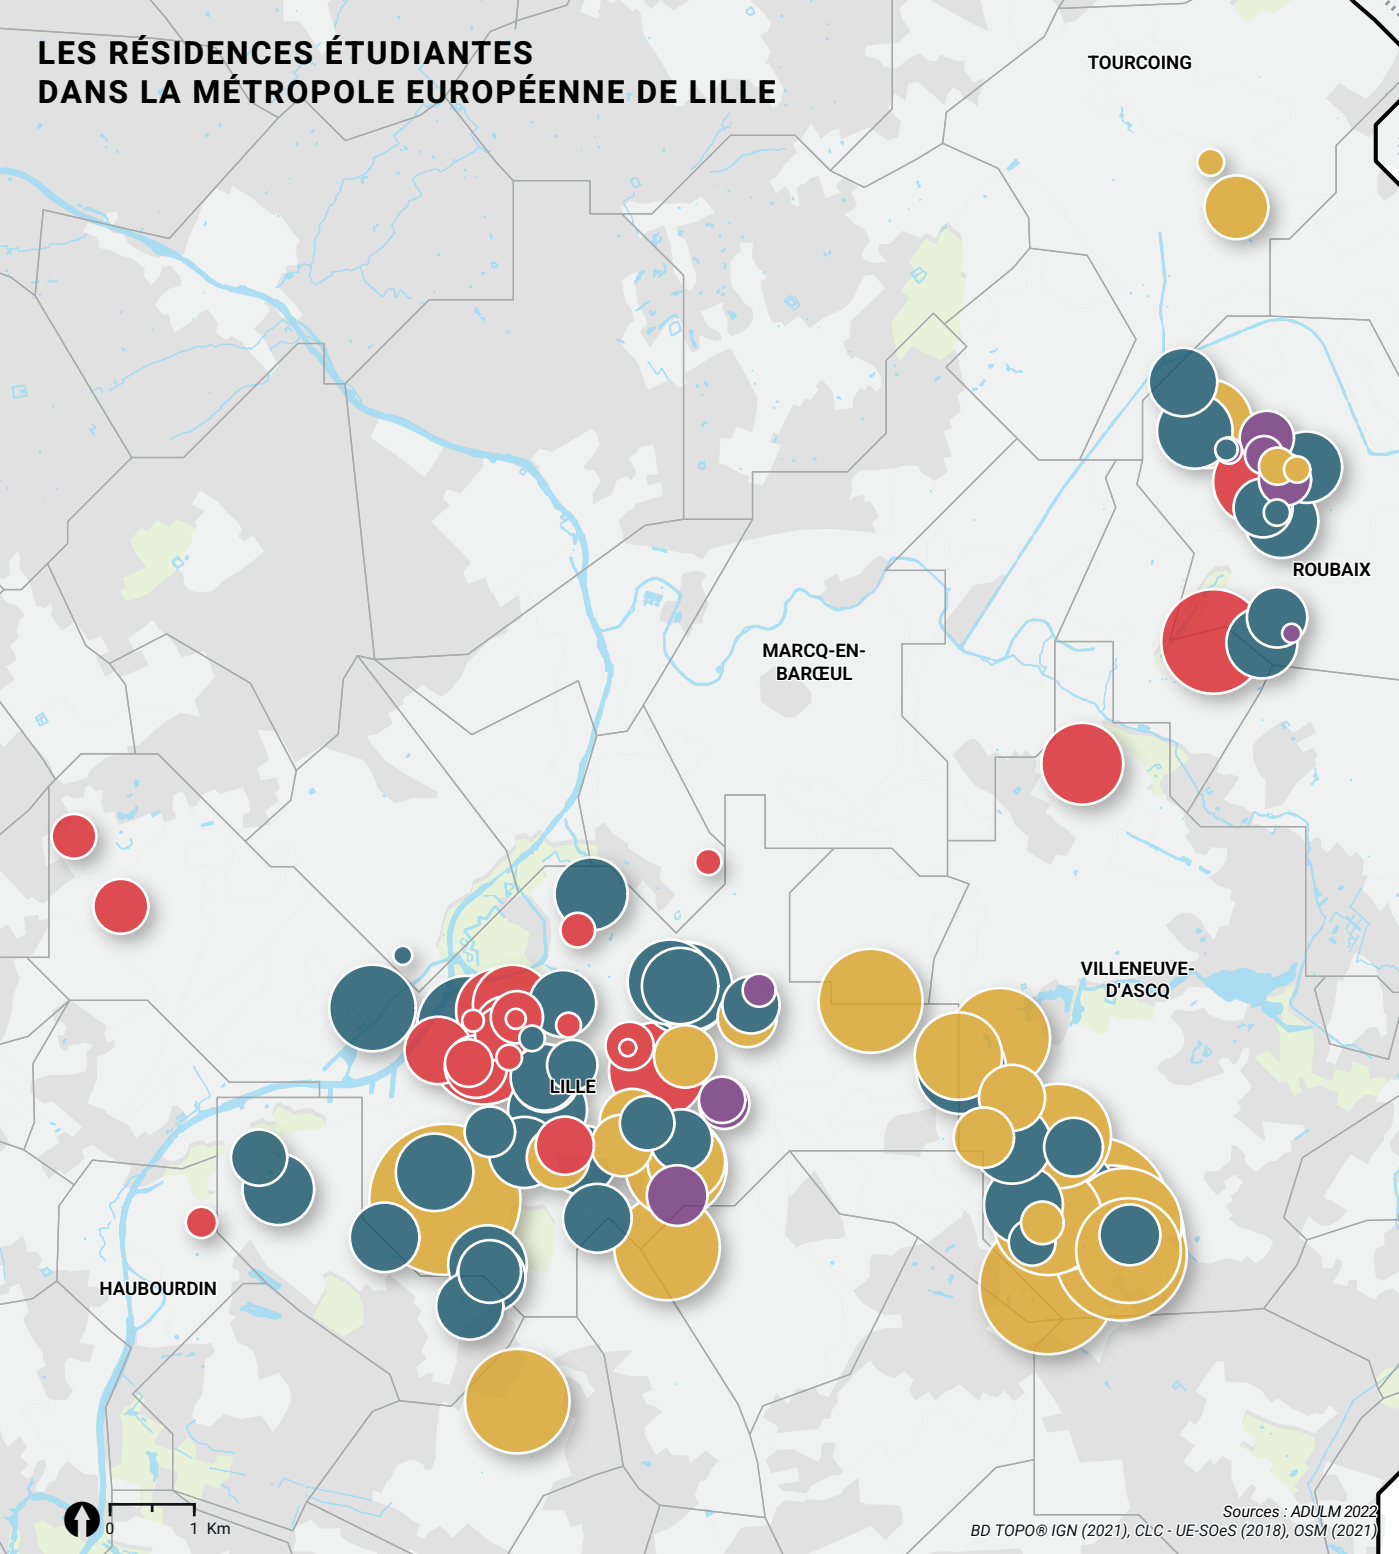 LES RÉSIDENCES ÉTUDIANTES
DANS LA MÉTROPOLE EUROPÉENNE DE LILLE
TOURCOING
ROUBAIX
MARCQ-EN-
BARŒUL
VILLENEUVE-
D'ASCQ
LILLE
HAUBOURDIN
0 1 Km
Sources : ADULM 2022
BD TOPO® IGN (2021), CLC - UE-SOeS (2018), OSM (2021)